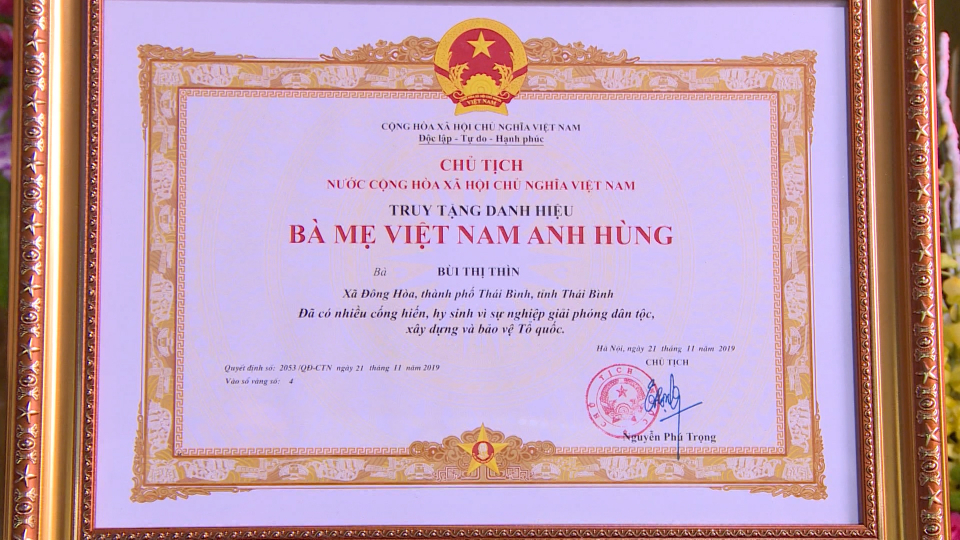 VIỆT NAM
CỘNG HÒA XÃ HỘI CHỦ NGHĨA VIỆT NAM
Độc lập - Tự do - Hạnh phúc
CHỦ TỊCH
NƯỚC CỘNG HÒA XÃ HỘI CHỦ NGHĨA VIỆT NAM
TRUY TẶNG DANH HIỆU
BÀ MẸ VIỆT NAM ANH HÙNG
Bà BÙI THỊ THÌN
Xã Đông Hòa, thành phố Thái Bình, tỉnh Thái Bình
Đã có nhiều cống hiến, hy sinh vì sự nghiệp giải phóng dân tộc,
xây dựng và bảo vệ Tổ quốc.
Hà Nội, ngày 21 tháng 11 năm 2019
CHỦ TỊCH
Quyết định số: 2053 /QĐ-CTN ngày 21 tháng 11 năm 2019
Vào sổ vàng số: 4
CHỦ TỊCH
Nguyễn Phú Trọng